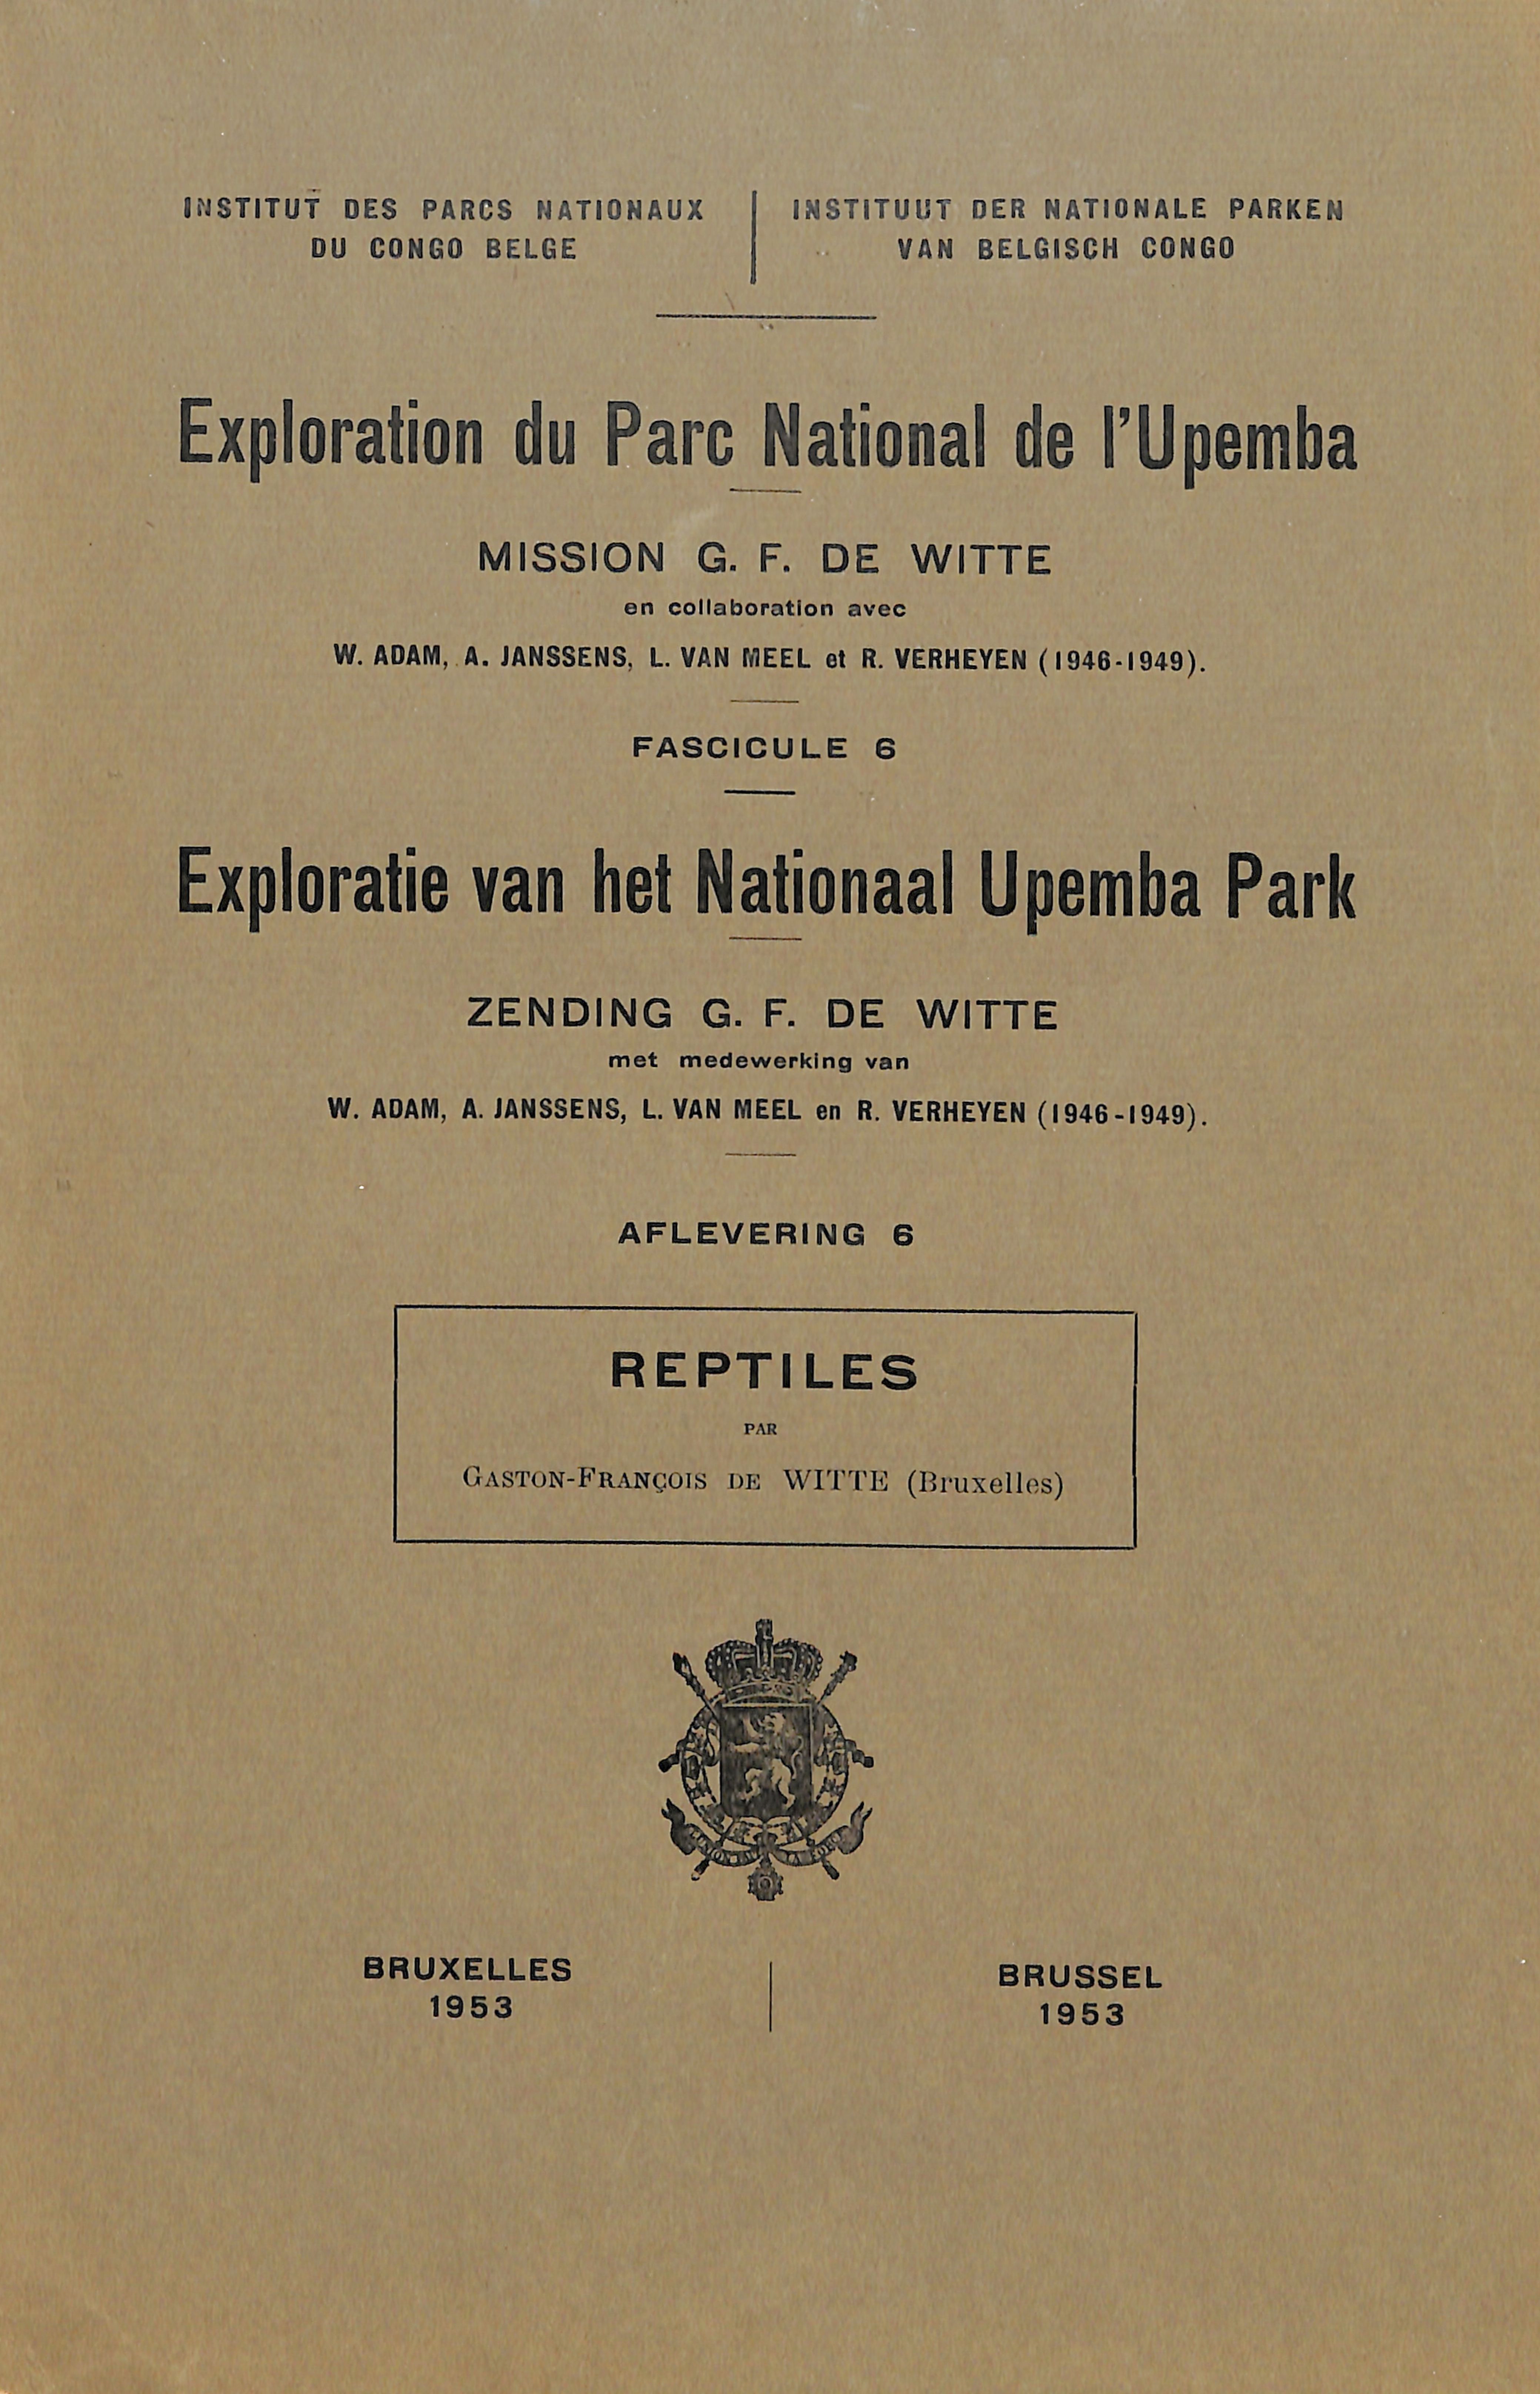 INSTITUT DES PARCS NATIONAUX
DU CONGO BELGE
INSTITUUT DER NATIONALE PARKEN
VAN BELGISCH CONGO
Exploration du Parc National de l'Upemba
MISSION G. F. DE WITTE
en collaboration avec
W. ADAM, A. JANSSENS, L. VAN MEEL et R. VERHEYEN (1946-1949).
FASCICULE 6
Exploratie van het Nationaal Upemba Park
ZENDING G. F. DE WITTE
met medewerking van
W. ADAM, A. JANSSENS, L. VAN MEEL en R. VERHEYEN (1946-1949).
AFLEVERING 6
REPTILES
PAR
GASTON-FRANÇOIS DE WITTE (Bruxelles)
BRUXELLES
1953
BRUSSEL
1953